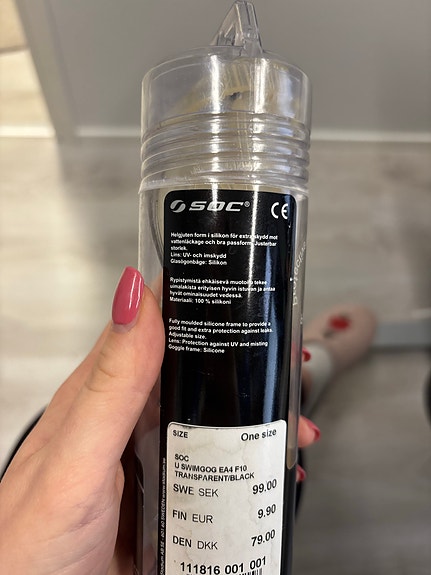 SOC®
CE
Helgjuten form i silikon för extra skydd mot
vattenläckage och bra passform. Justerbar
storlek.
Lins: UV- och imskydd
Glasögonbåge: Silikon
Rypistymistä ehkäisevä muotoilu tekee
uimalakista erityisen hyvin istuvan ja antaa
hyvät ominaisuudet vedessä.
Materiaali: 100 % silikoni
Fully moulded silicone frame to provide a
good fit and extra protection against leaks.
Adjustable size.
Lens: Protection against UV and misting
Goggle frame: Silicone
SIZE One size
SOC
U SWIMGOG EA4 F10
TRANSPARENT/BLACK
SWE SEK 99.00
FIN EUR 9.90
DEN DKK 79.00
111816 001 001